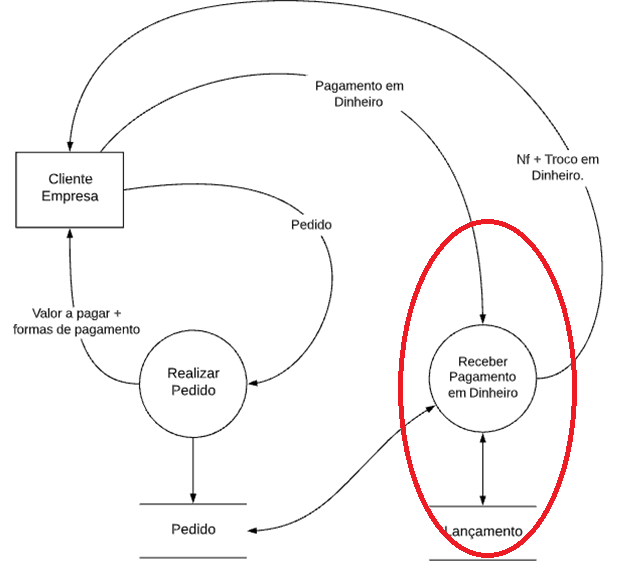 Pagamento em
Dinheiro
Nf + Troco em
Dinheiro.
Cliente
Empresa
Pedido
Valor a pagar +
formas de pagamento
Realizar
Pedido
Receber
Pagamento
em Dinheiro
Pedido
Lançamento